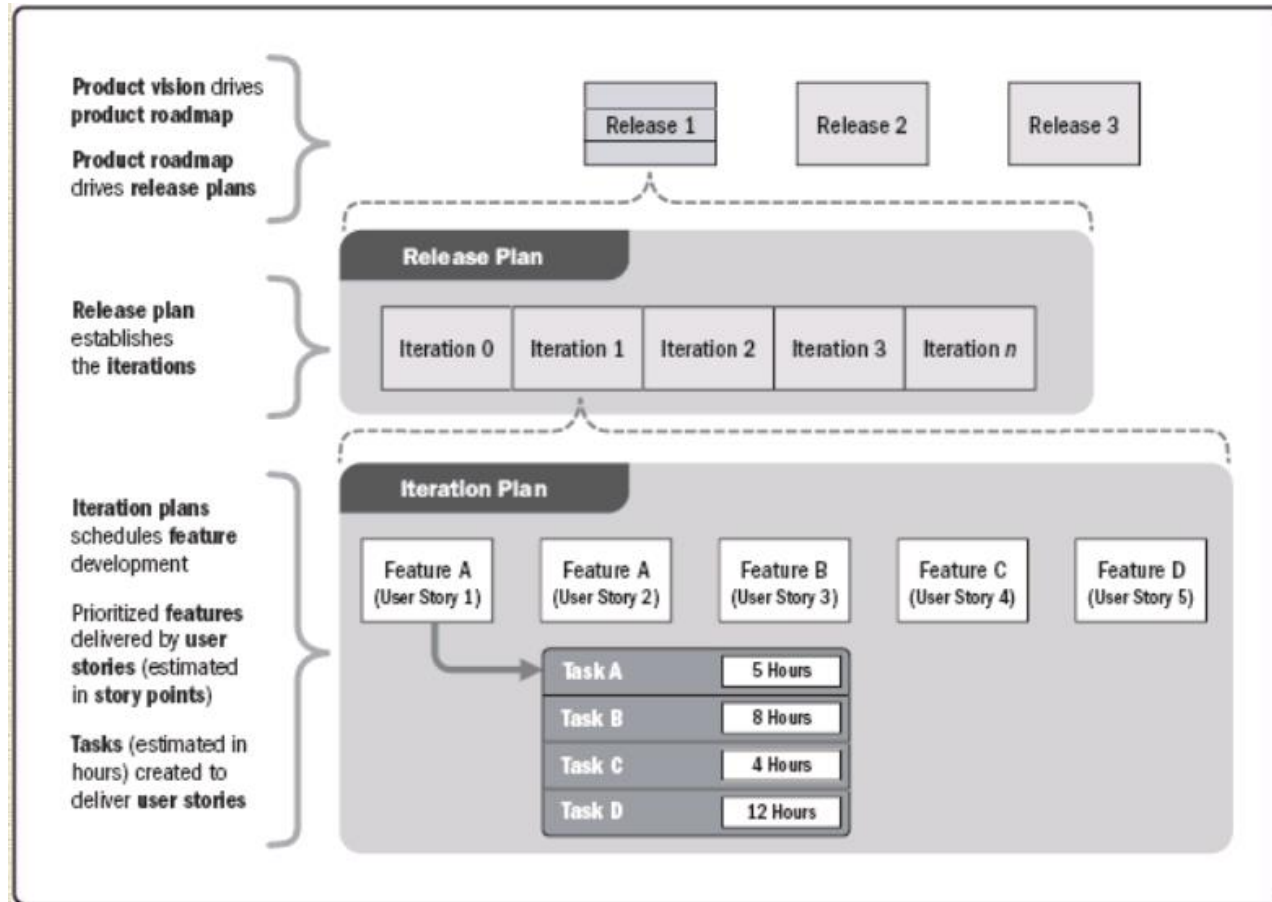 Product vision drives
product roadmap
Product roadmap
drives release plans
Release 1
Release 2
Release 3
Release Plan
Release plan
establishes
the iterations
Iteration 0
Iteration 1
Iteration 2
Iteration 3
Iteration n
Iteration Plan
Iteration plans
schedules feature
development
Prioritized features
delivered by user
stories (estimated
in story points)
Tasks (estimated in
hours) created to
deliver user stories
Feature A
(User Story 1)
Feature A
(User Story 2)
Feature B
(User Story 3)
Feature C
(User Story 4)
Feature D
(User Story 5)
Task A
5 Hours
Task B
8 Hours
Task C
4 Hours
Task D
12 Hours